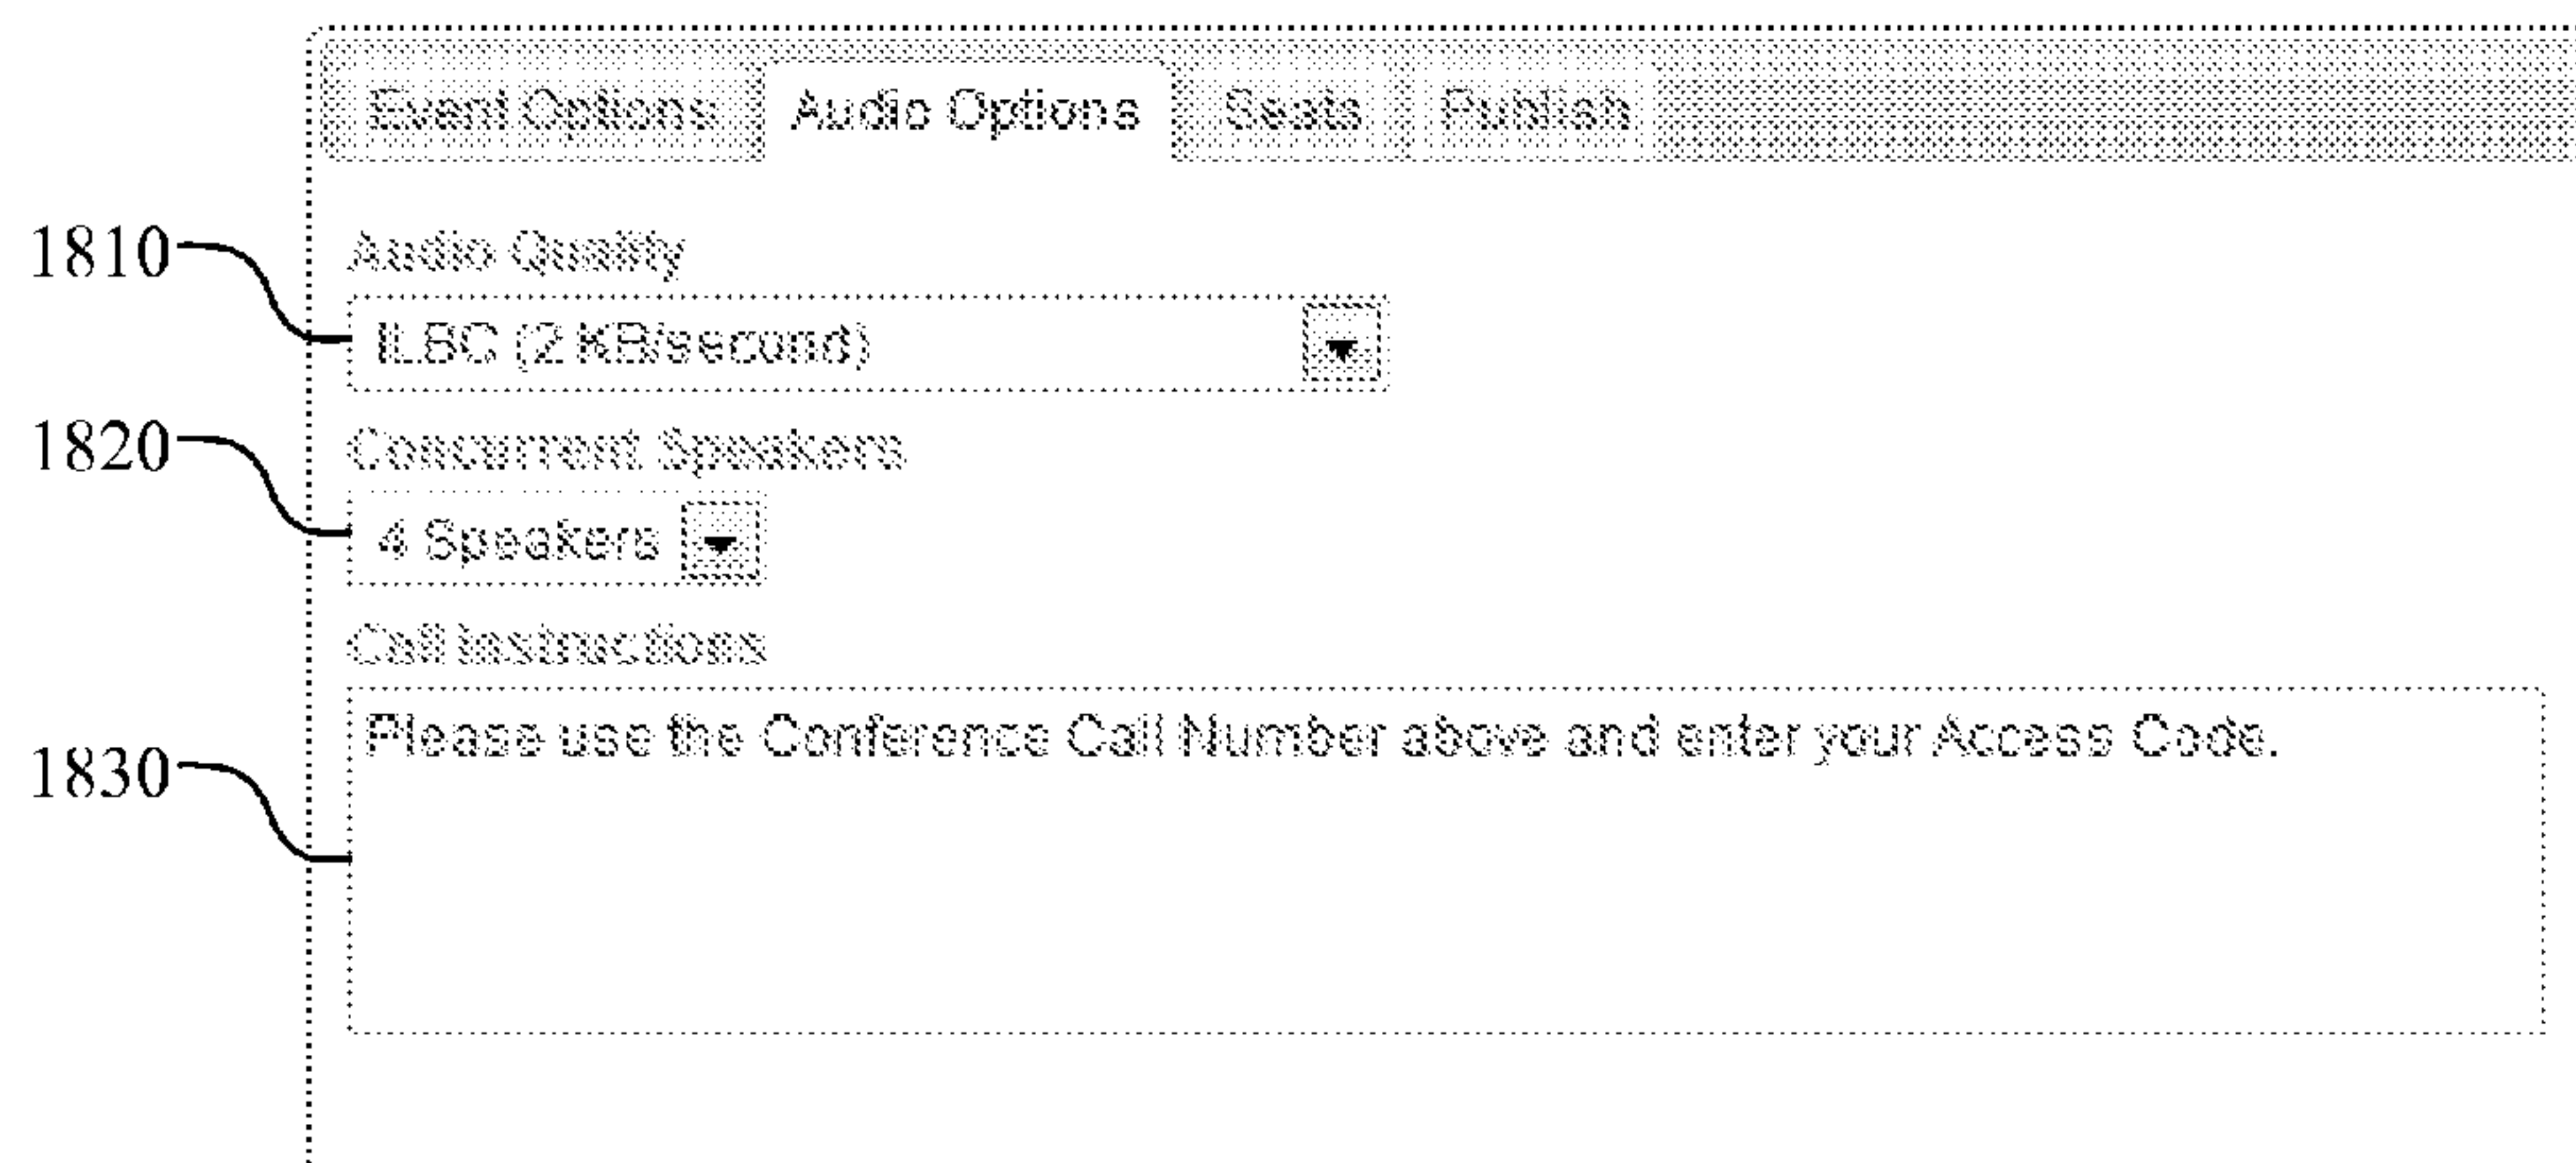 Event Options Audio Options Seats Publish
1810 Audio Quality
ILBC (2 KB/second)
1820 Concurrent Speakers
4 Speakers
Call Instructions
1830 Please use the Conference Call Number above and enter your Access Code.